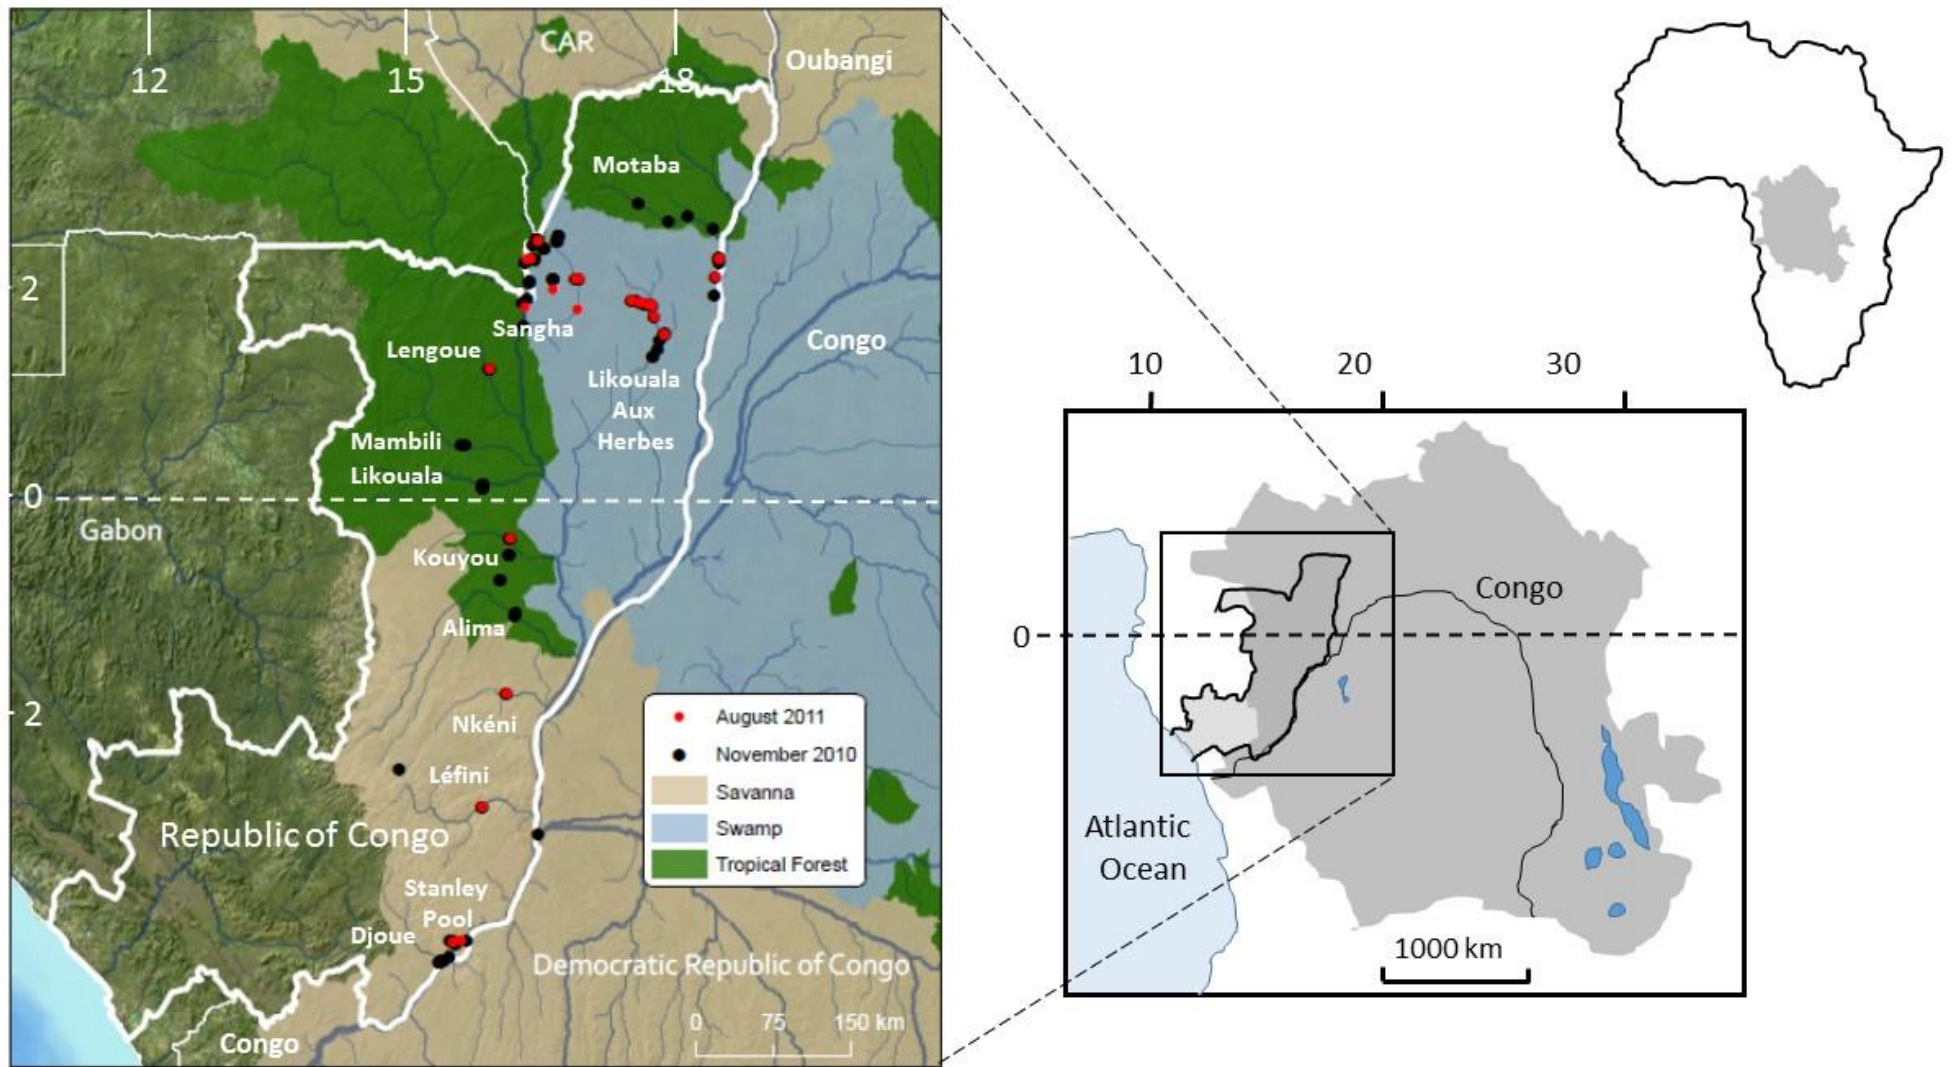 CAR
Oubangi
12
15
18
Motaba
2
Sangha
Lengoue
Congo
Likouala
Aux
Herbes
Mambili
Likouala
0
Gabon
Kouyou
Alima
2
Nkéni
Léfini
Republic of Congo
Stanley
Pool
Djoue
Democratic Republic of Congo
Congo
0 75 150 km
August 2011
November 2010
Savanna
Swamp
Tropical Forest
10 20 30
Congo
0
Atlantic
Ocean
1000 km